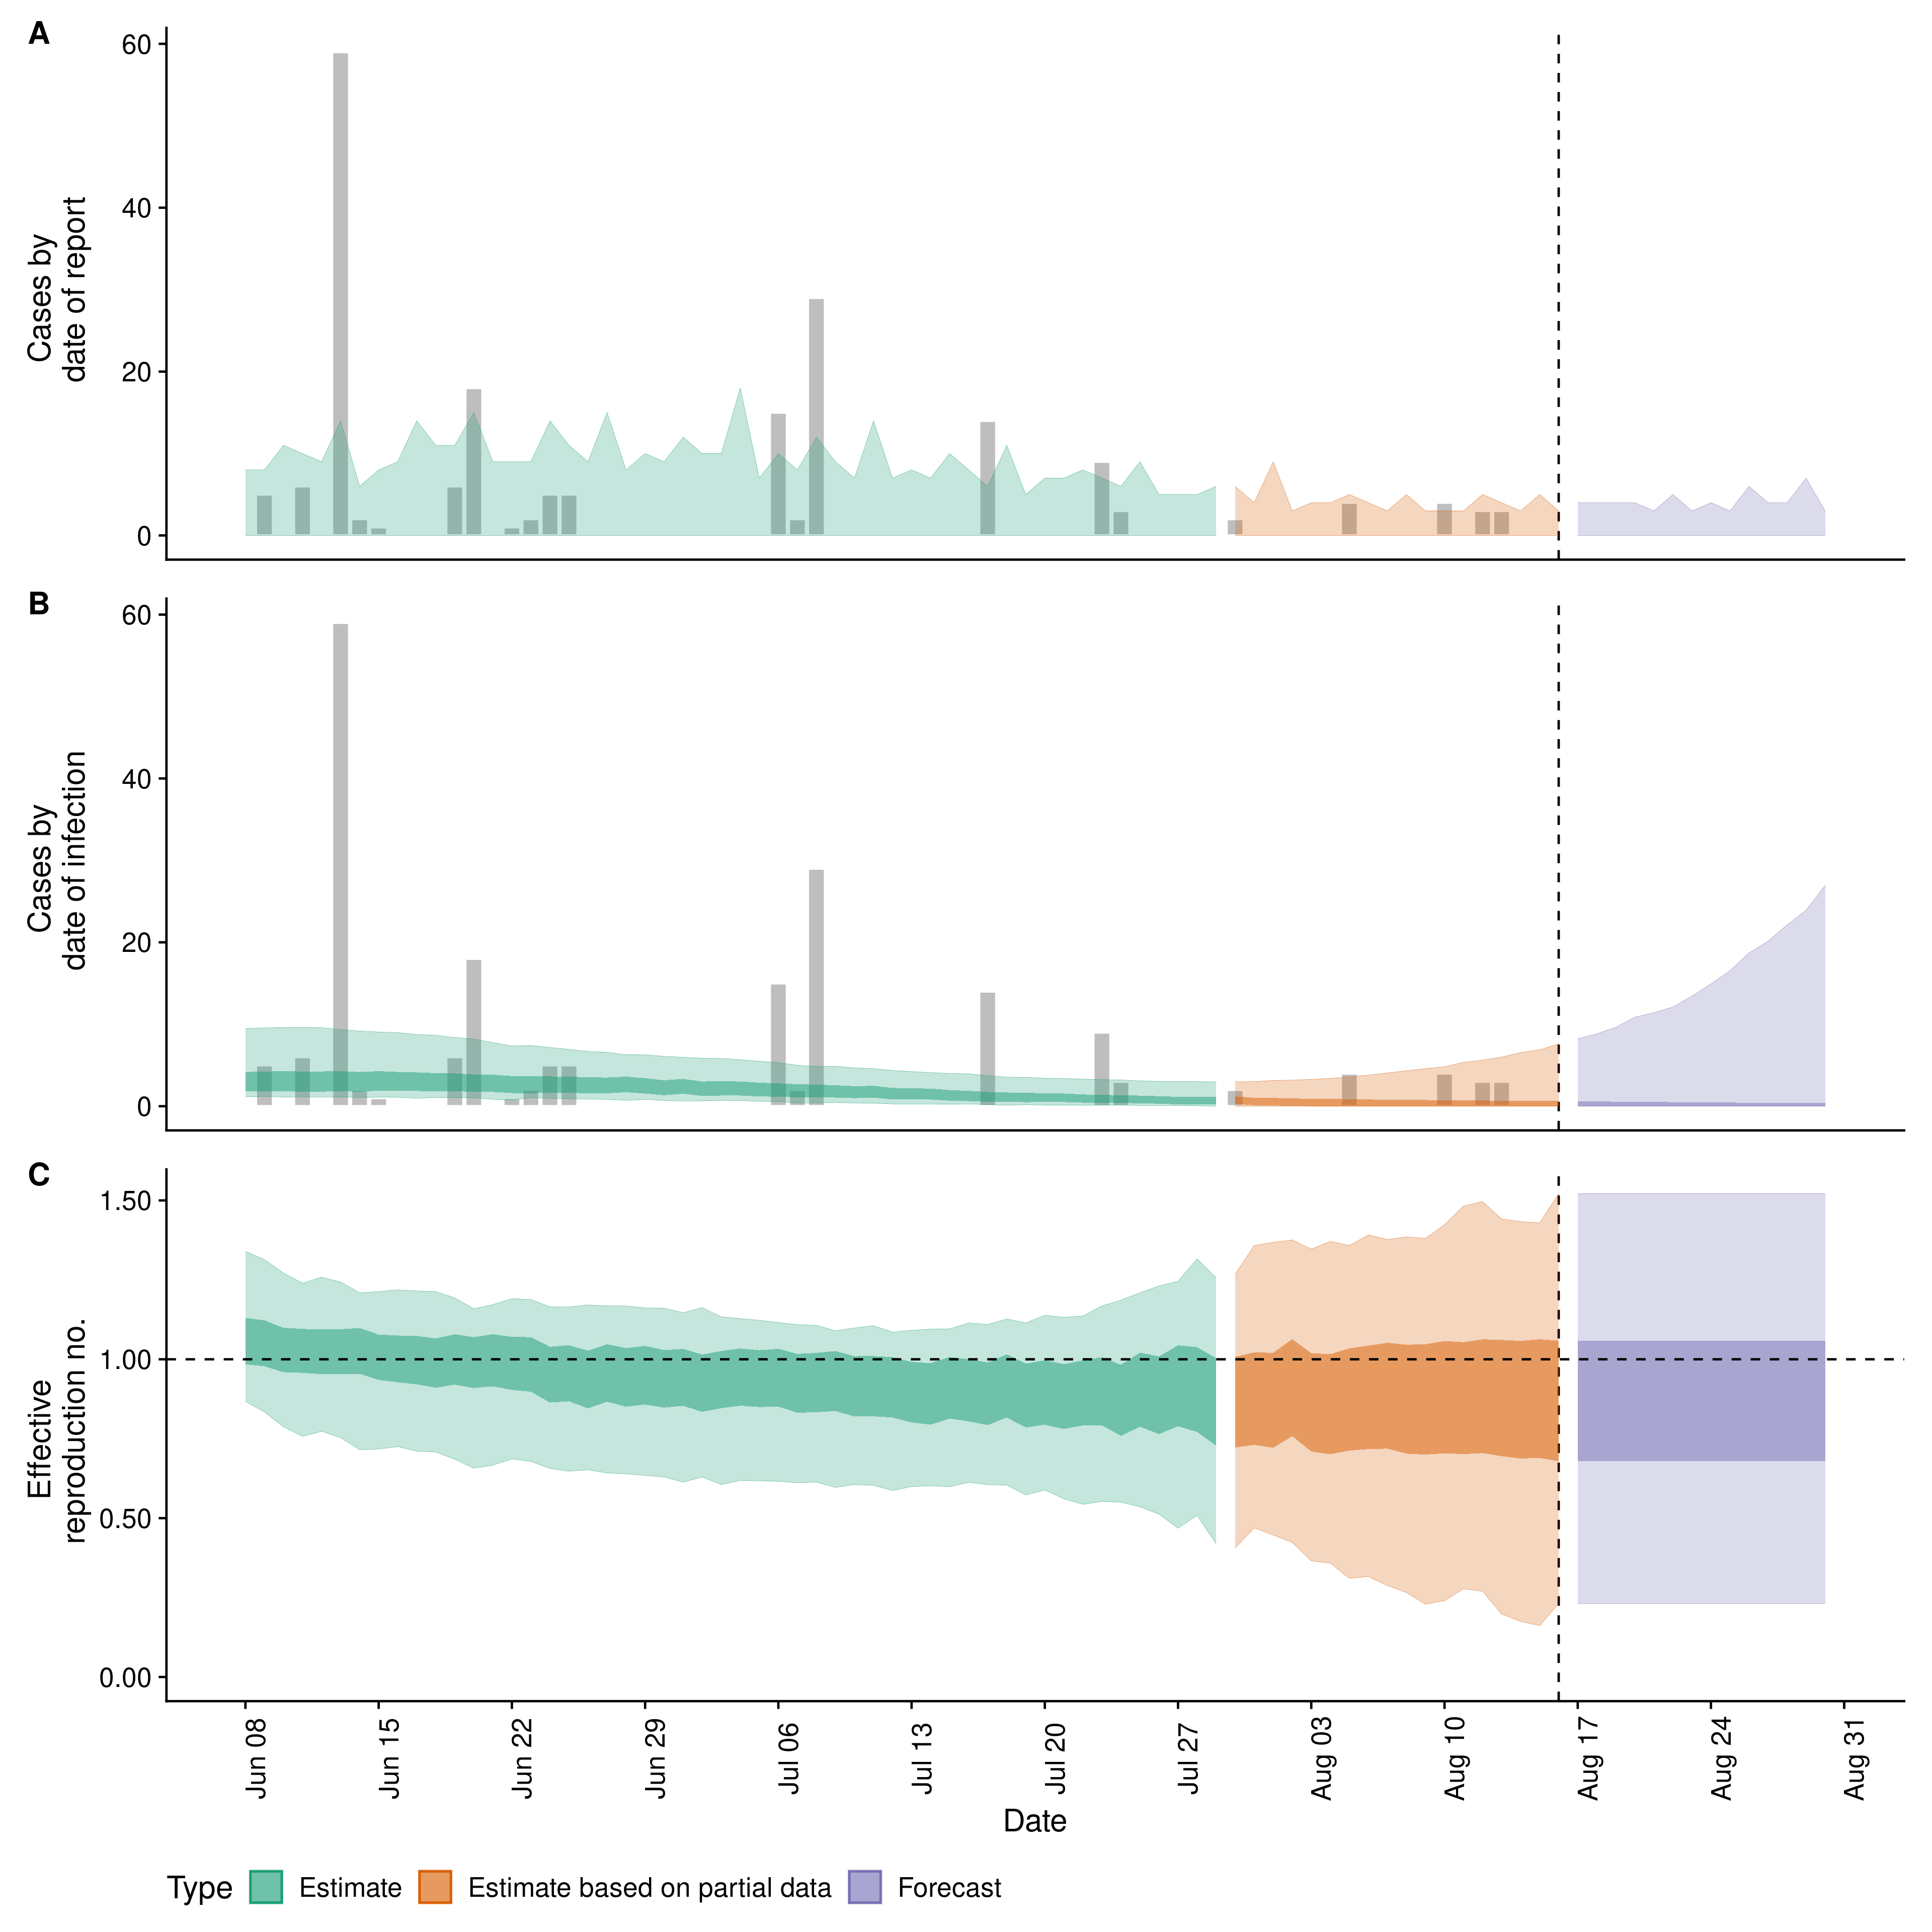 A
Cases by
date of report
60
40
20
0
B
Cases by
date of infection
60
40
20
0
C
Effective
reproduction no.
1.50
1.00
0.50
0.00
Jun 08
Jun 15
Jun 22
Jun 29
Jul 06
Jul 13
Jul 20
Jul 27
Aug 03
Aug 10
Aug 17
Aug 24
Aug 31
Date
Type Estimate Estimate based on partial data Forecast